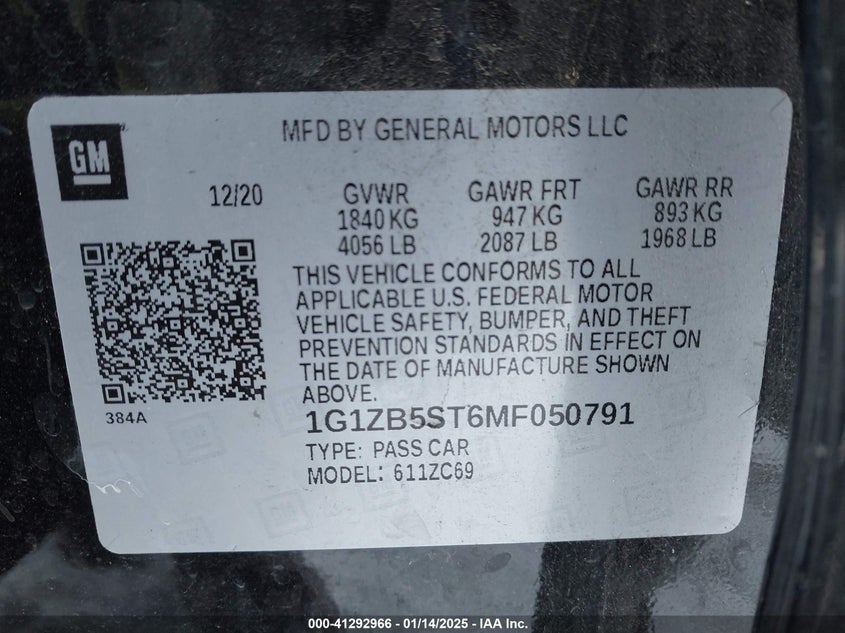 MFD BY GENERAL MOTORS LLC
GM
12/20 GVWR GAWR FRT GAWR RR
1840 KG 947 KG 893 KG
4056 LB 2087 LB 1968 LB
THIS VEHICLE CONFORMS TO ALL
APPLICABLE U.S. FEDERAL MOTOR
VEHICLE SAFETY, BUMPER, AND THEFT
PREVENTION STANDARDS IN EFFECT ON
THE DATE OF MANUFACTURE SHOWN
ABOVE.
384A
1G1ZB5ST6MF050791
TYPE: PASS CAR
MODEL: 611ZC69
000-41292966 - 01/14/2025 - IAA Inc.